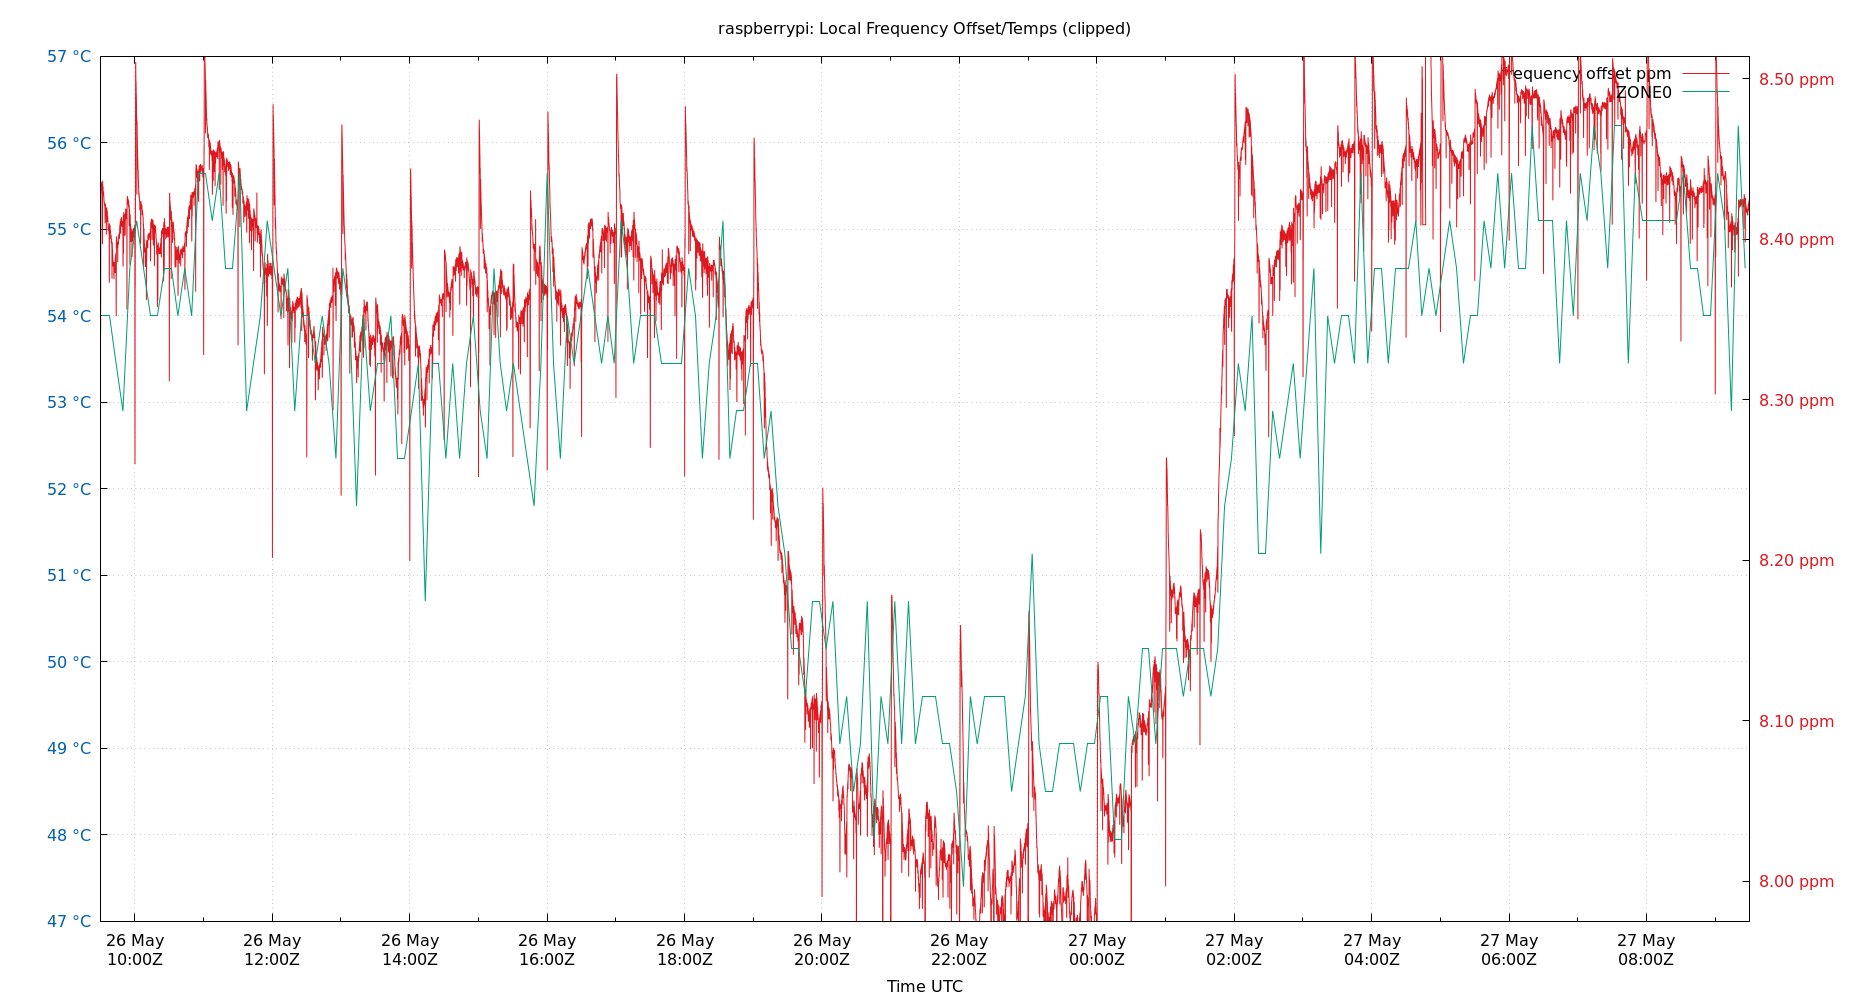 raspberrypi: Local Frequency Offset/Temps (clipped)
57 °C
56 °C
55 °C
54 °C
53 °C
52 °C
51 °C
50 °C
49 °C
48 °C
47 °C
frequency offset ppm
ZONE0
8.50 ppm
8.40 ppm
8.30 ppm
8.20 ppm
8.10 ppm
8.00 ppm
26 May 26 May 26 May 26 May 26 May 26 May 26 May 27 May 27 May 27 May 27 May 27 May
10:00Z 12:00Z 14:00Z 16:00Z 18:00Z 20:00Z 22:00Z 00:00Z 02:00Z 04:00Z 06:00Z 08:00Z
Time UTC